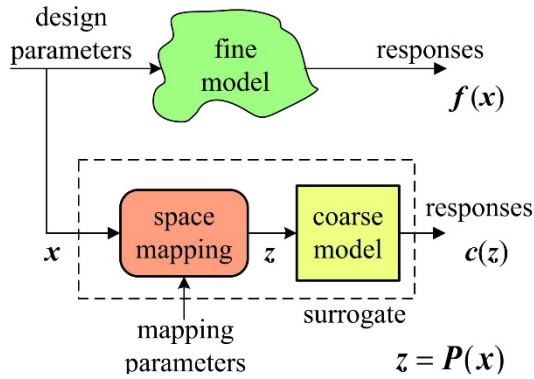 design
parameters
fine
model
responses
f(x)
space
mapping
coarse
model
responses
x
z
c(z)
surrogate
mapping
parameters
z = P(x)